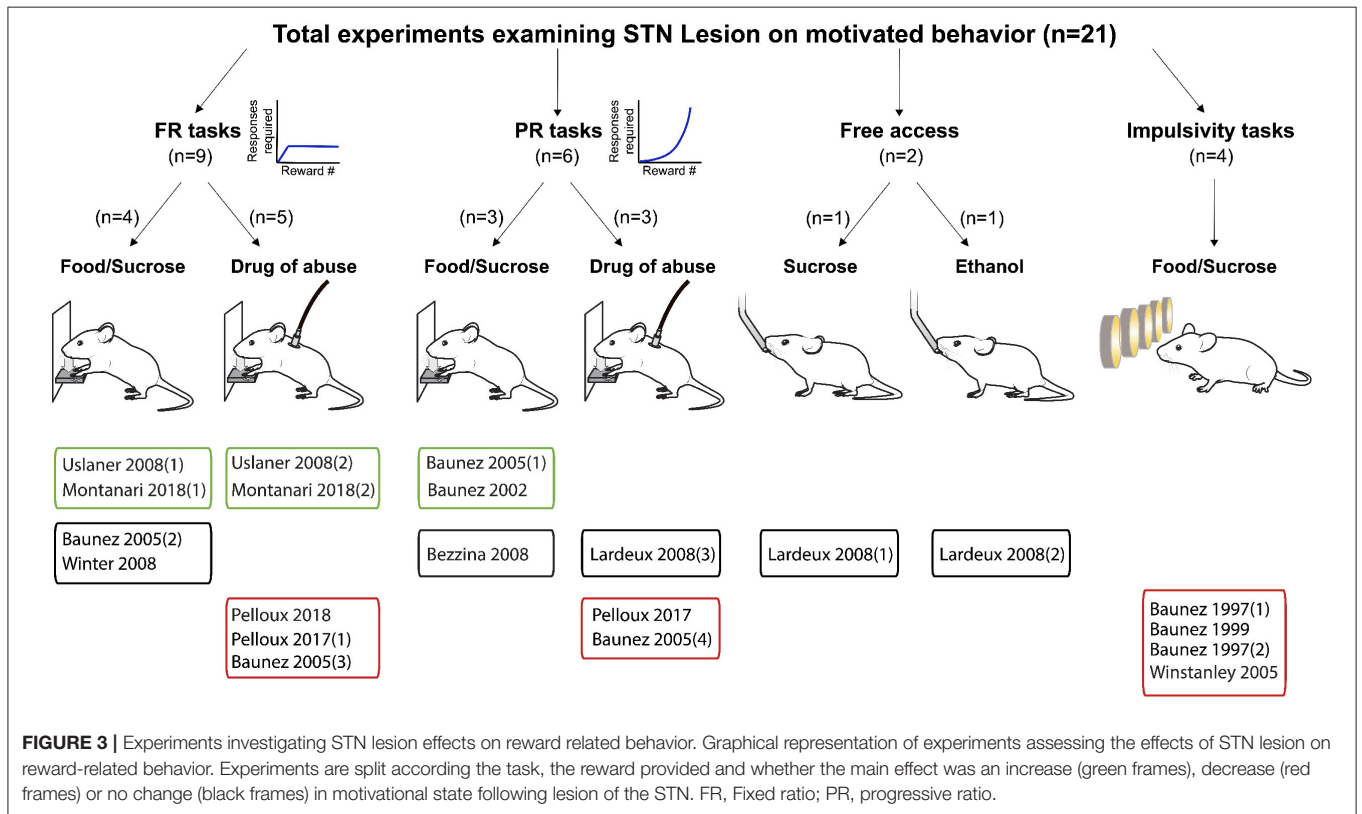 Total experiments examining STN Lesion on motivated behavior (n=21)
FR tasks
(n=9)
Responses
required
Reward #
PR tasks
(n=6)
Responses
required
Reward #
Free access
(n=2)
Impulsivity tasks
(n=4)
(n=4)
(n=5)
(n=3)
(n=3)
(n=1)
(n=1)
Food/Sucrose
Drug of abuse
Food/Sucrose
Drug of abuse
Sucrose
Ethanol
Food/Sucrose
Uslaner 2008(1)
Montanari 2018(1)
Uslaner 2008(2)
Montanari 2018(2)
Baunez 2005(1)
Baunez 2002
Baunez 2005(2)
Winter 2008
Bezzina 2008
Lardeux 2008(3)
Lardeux 2008(1)
Lardeux 2008(2)
Pelloux 2018
Pelloux 2017(1)
Baunez 2005(3)
Pelloux 2017
Baunez 2005(4)
Baunez 1997(1)
Baunez 1999
Baunez 1997(2)
Winstanley 2005
FIGURE 3 | Experiments investigating STN lesion effects on reward related behavior. Graphical representation of experiments assessing the effects of STN lesion on
reward-related behavior. Experiments are split according the task, the reward provided and whether the main effect was an increase (green frames), decrease (red
frames) or no change (black frames) in motivational state following lesion of the STN. FR, Fixed ratio; PR, progressive ratio.